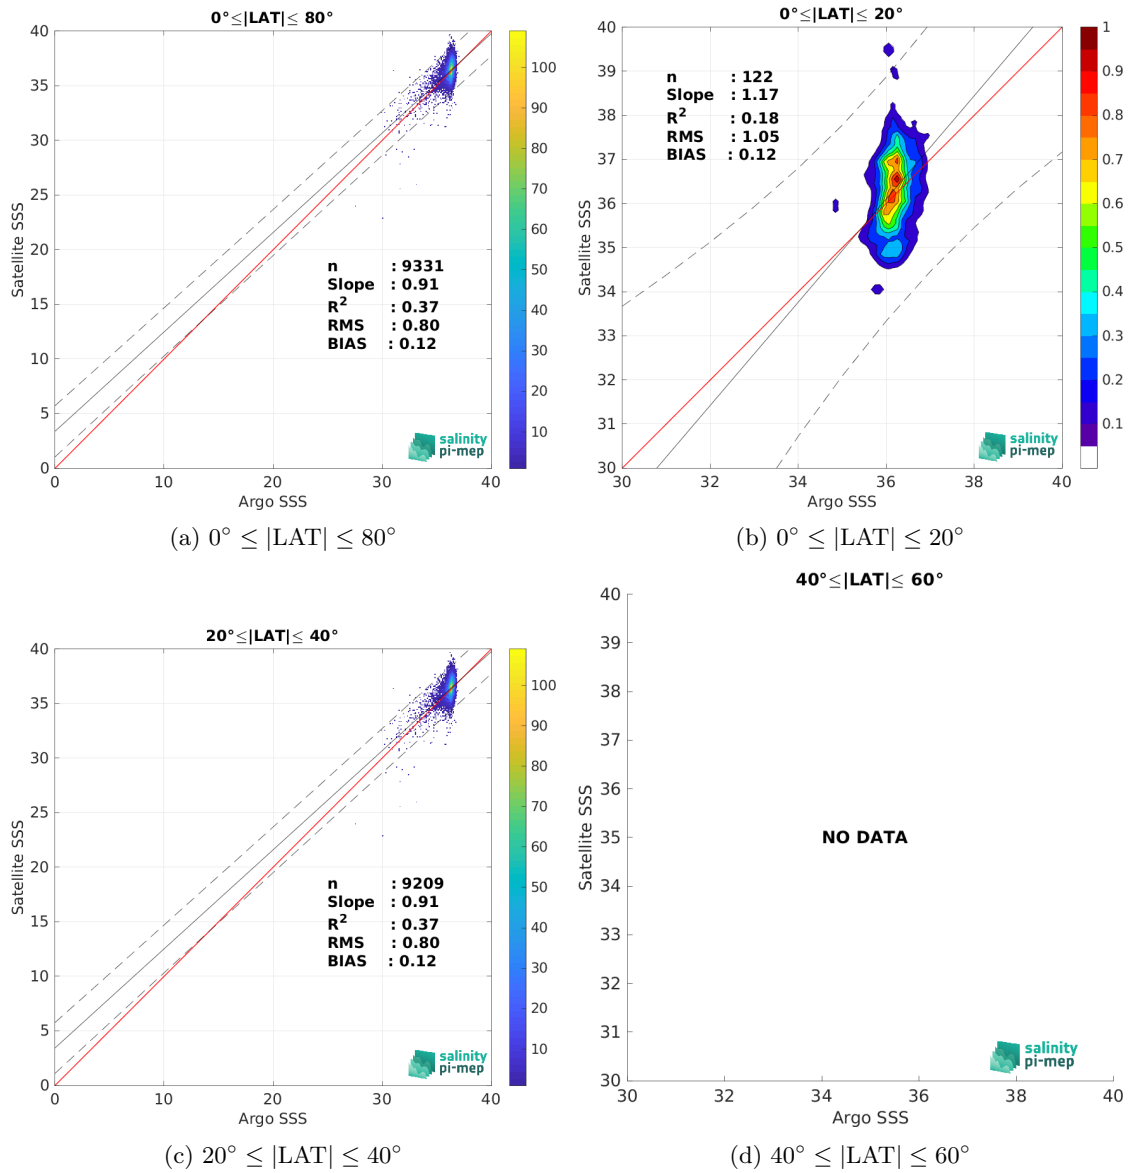 0°≤|LAT|≤ 80°
40
35
30
25
20
15
10
5
0
0
10
20
30
40
Satellite SSS
Argo SSS
n : 9331
Slope : 0.91
R² : 0.37
RMS : 0.80
BIAS : 0.12
100
90
80
70
60
50
40
30
20
10
salinity
pi-mep
(a) 0° ≤ |LAT| ≤ 80°
0°≤|LAT|≤ 20°
40
39
38
37
36
35
34
33
32
31
30
30
32
34
36
38
40
Satellite SSS
Argo SSS
n : 122
Slope : 1.17
R² : 0.18
RMS : 1.05
BIAS : 0.12
1
0.9
0.8
0.7
0.6
0.5
0.4
0.3
0.2
0.1
salinity
pi-mep
(b) 0° ≤ |LAT| ≤ 20°
20°≤|LAT|≤ 40°
40
35
30
25
20
15
10
5
0
0
10
20
30
40
Satellite SSS
Argo SSS
n : 9209
Slope : 0.91
R² : 0.37
RMS : 0.80
BIAS : 0.12
100
90
80
70
60
50
40
30
20
10
salinity
pi-mep
(c) 20° ≤ |LAT| ≤ 40°
40°≤|LAT|≤ 60°
40
39
38
37
36
35
34
33
32
31
30
30
32
34
36
38
40
Satellite SSS
Argo SSS
NO DATA
salinity
pi-mep
(d) 40° ≤ |LAT| ≤ 60°